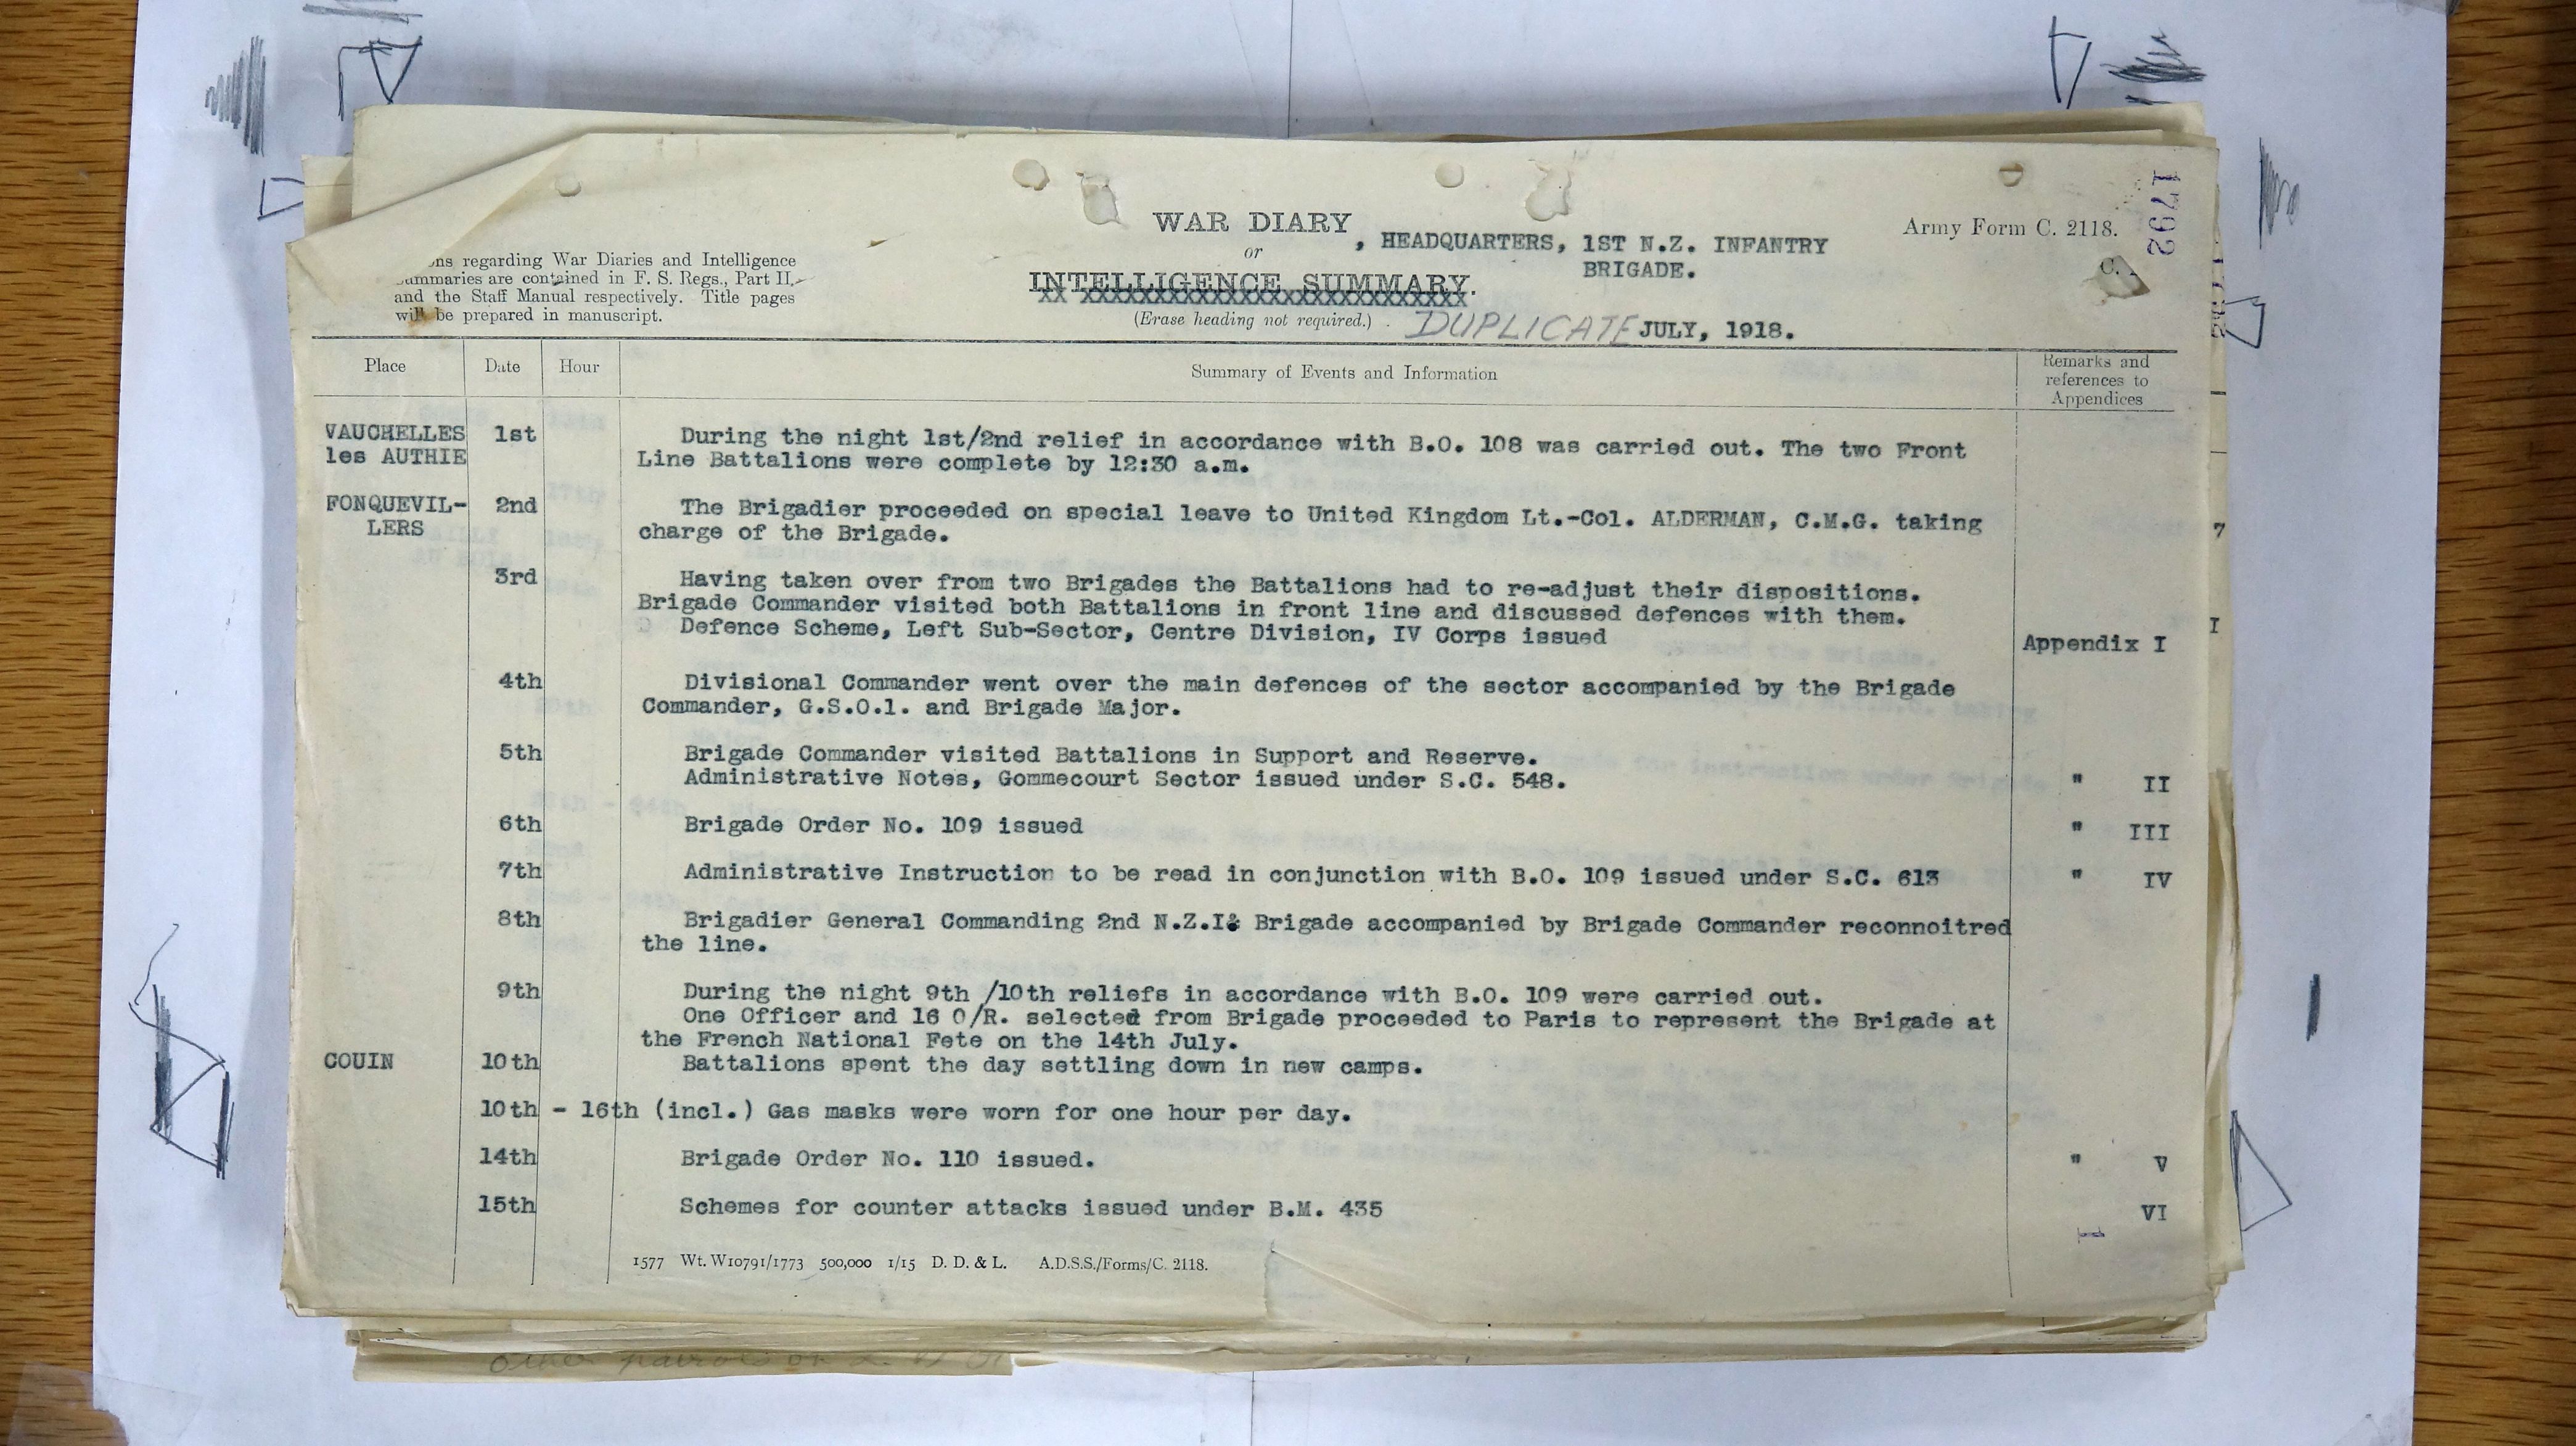 WAR DIARY
or
INTELLIGENCE SUMMARY.
(Erase heading not required.)
, HEADQUARTERS, 1ST N.Z. INFANTRY
BRIGADE.
DUPLICATE JULY, 1918.
Army Form C. 2118.
1792
regarding War Diaries and Intelligence
Summaries are contained in F. S. Regs., Part II.
and the Staff Manual respectively. Title pages
will be prepared in manuscript.
Place Date Hour Summary of Events and Information Remarks and
references to
Appendices
VAUCHELLES 1st During the night 1st/2nd relief in accordance with B.O. 108 was carried out. The two Front
les AUTHIE Line Battalions were complete by 12:30 a.m.
FONQUEVIL- 2nd The Brigadier proceeded on special leave to United Kingdom Lt.-Col. ALDERMAN, C.M.G. taking
LERS charge of the Brigade.
3rd Having taken over from two Brigades the Battalions had to re-adjust their dispositions.
Brigade Commander visited both Battalions in front line and discussed defences with them.
Defence Scheme, Left Sub-Sector, Centre Division, IV Corps issued Appendix I
4th Divisional Commander went over the main defences of the sector accompanied by the Brigade
Commander, G.S.O.1. and Brigade Major.
5th Brigade Commander visited Battalions in Support and Reserve.
Administrative Notes, Gommecourt Sector issued under S.C. 548. " II
6th Brigade Order No. 109 issued " III
7th Administrative Instruction to be read in conjunction with B.O. 109 issued under S.C. 613 " IV
8th Brigadier General Commanding 2nd N.Z.I& Brigade accompanied by Brigade Commander reconnoitred
the line.
9th During the night 9th /10th reliefs in accordance with B.O. 109 were carried out.
One Officer and 16 O/R. selected from Brigade proceeded to Paris to represent the Brigade at
the French National Fete on the 14th July.
COUIN 10th Battalions spent the day settling down in new camps.
10th - 16th (incl.) Gas masks were worn for one hour per day.
14th Brigade Order No. 110 issued. " V
15th Schemes for counter attacks issued under B.M. 435 VI
1
1577 Wt. W10791/1773 500,000 1/15 D. D. & L. A.D.S.S./Forms/C. 2118.